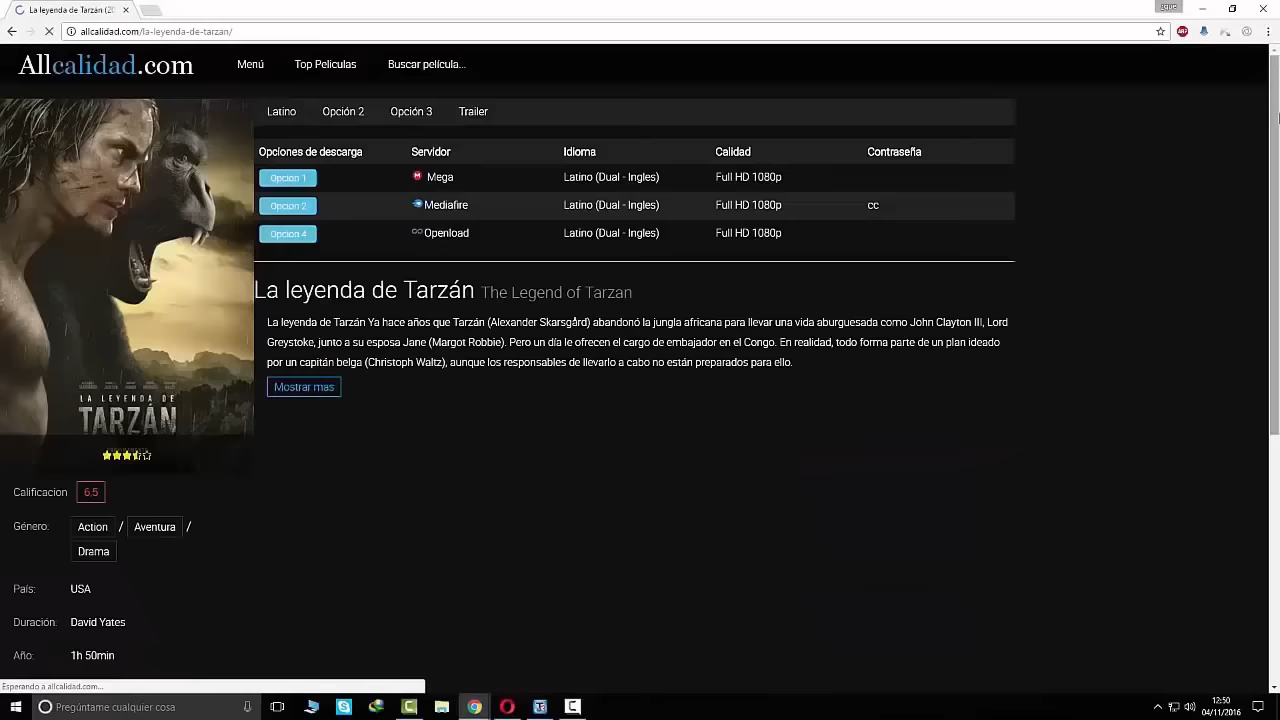 La leyenda de Tarzán (20
allcalidad.com/la-leyenda-de-tarzan/
Allcalidad.com
Menú
Top Peliculas
Buscar película...
Latino
Opción 2
Opción 3
Trailer
Opciones de descarga
Servidor
Idioma
Calidad
Contraseña
Opcion 1
Mega
Latino (Dual - Ingles)
Full HD 1080p
Opcion 2
Mediafire
Latino (Dual - Ingles)
Full HD 1080p
cc
Opcion 4
Openload
Latino (Dual - Ingles)
Full HD 1080p
La leyenda de Tarzán The Legend of Tarzan
La leyenda de Tarzán Ya hace años que Tarzán (Alexander Skarsgård) abandonó la jungla africana para llevar una vida aburguesada como John Clayton III, Lord
Greystoke, junto a su esposa Jane (Margot Robbie). Pero un día le ofrecen el cargo de embajador en el Congo. En realidad, todo forma parte de un plan ideado
por un capitán belga (Christoph Waltz), aunque los responsables de llevarlo a cabo no están preparados para ello.
Mostrar mas
LA LEYENDA DE
TARZÁN
Calificacion 6.5
Género: Action / Aventura /
Drama
País: USA
Duración: David Yates
Año: 1h 50min
Esperando a allcalidad.com...
Pregúntame cualquier cosa
12:50
04/11/2016